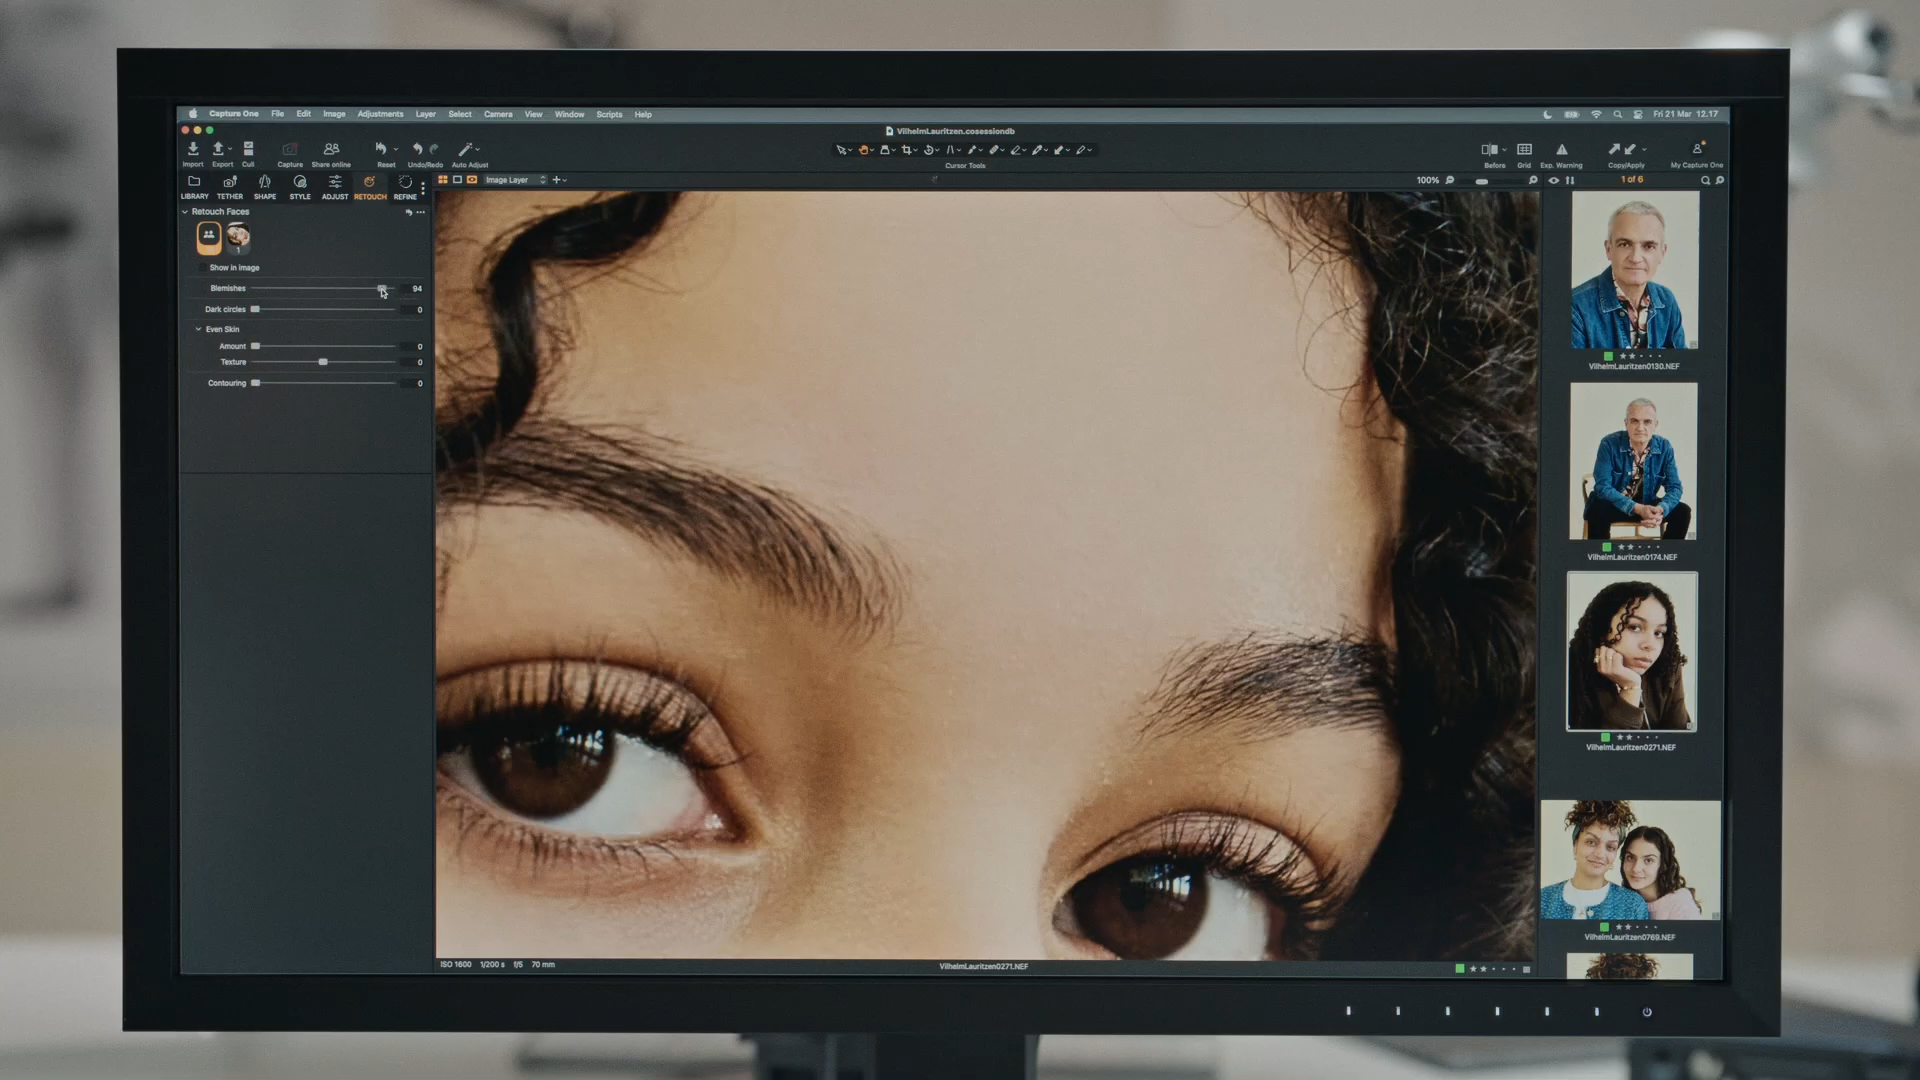 Capture One File Edit Image Adjustments Layer Select Camera View Window Scripts Help
Fri 21 Mar 12.17
VilhelmLauritzen.cosessiondb
Import Export Cull Capture Share online Reset Undo/Redo Auto Adjust
Cursor Tools
Before Grid Exp. Warning Copy/Apply My Capture One
LIBRARY TETHER SHAPE STYLE ADJUST RETOUCH REFINE
Image Layer
100%
1 of 6
Retouch Faces
1
Show in image
Blemishes 94
Dark circles 0
Even Skin
Amount 0
Texture 0
Contouring 0
VilhelmLauritzen0130.NEF
VilhelmLauritzen0174.NEF
VilhelmLauritzen0271.NEF
VilhelmLauritzen0769.NEF
ISO 1600 1/200 s f/5 70 mm
VilhelmLauritzen0271.NEF